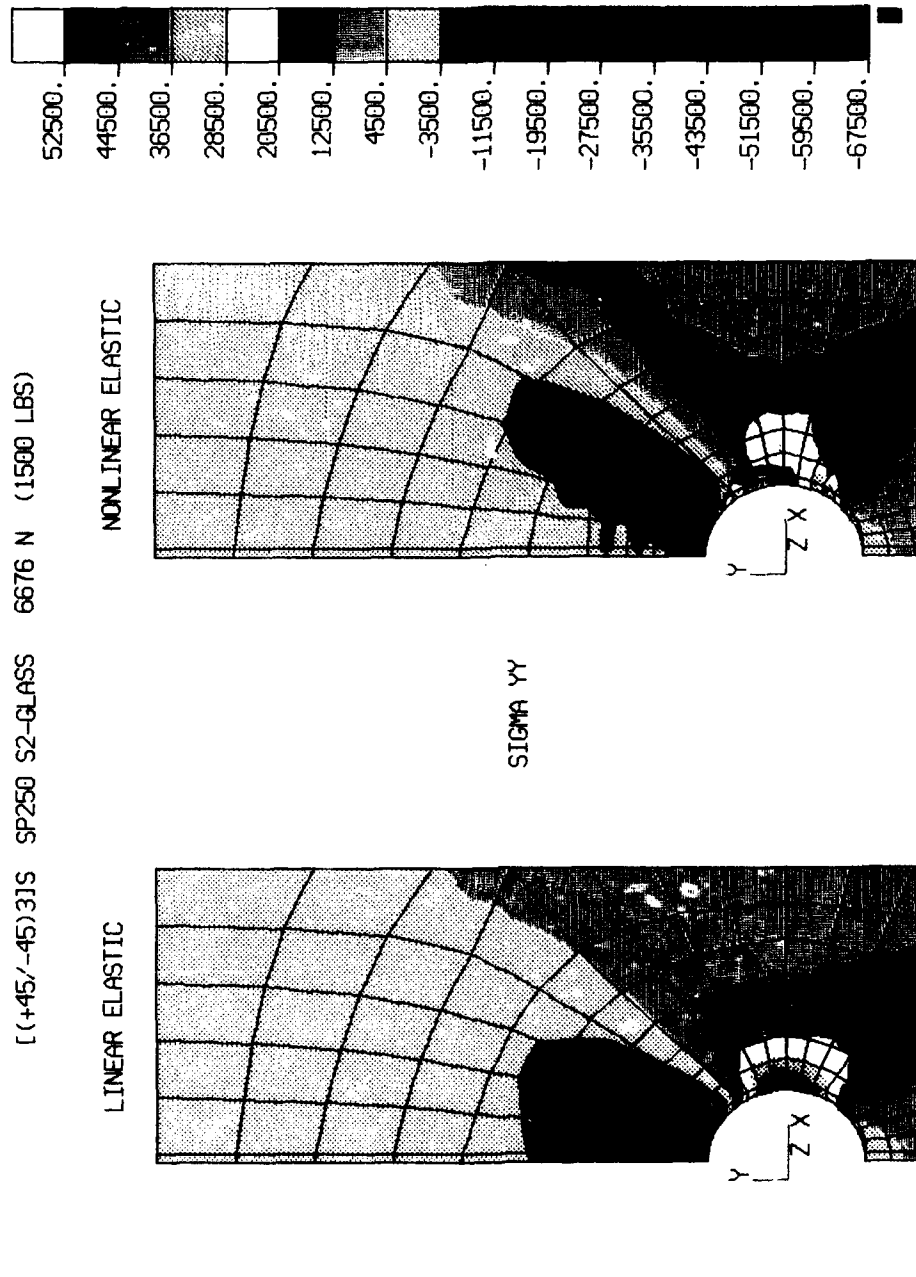 [(+45/-45)3]S SP250 S2-GLASS 6676 N (1500 LBS)
LINEAR ELASTIC
NONLINEAR ELASTIC
SIGMA YY
Y
Z X
Y
Z X
52500.
44500.
36500.
28500.
20500.
12500.
4500.
-3500.
-11500.
-19500.
-27500.
-35500.
-43500.
-51500.
-59500.
-67500.